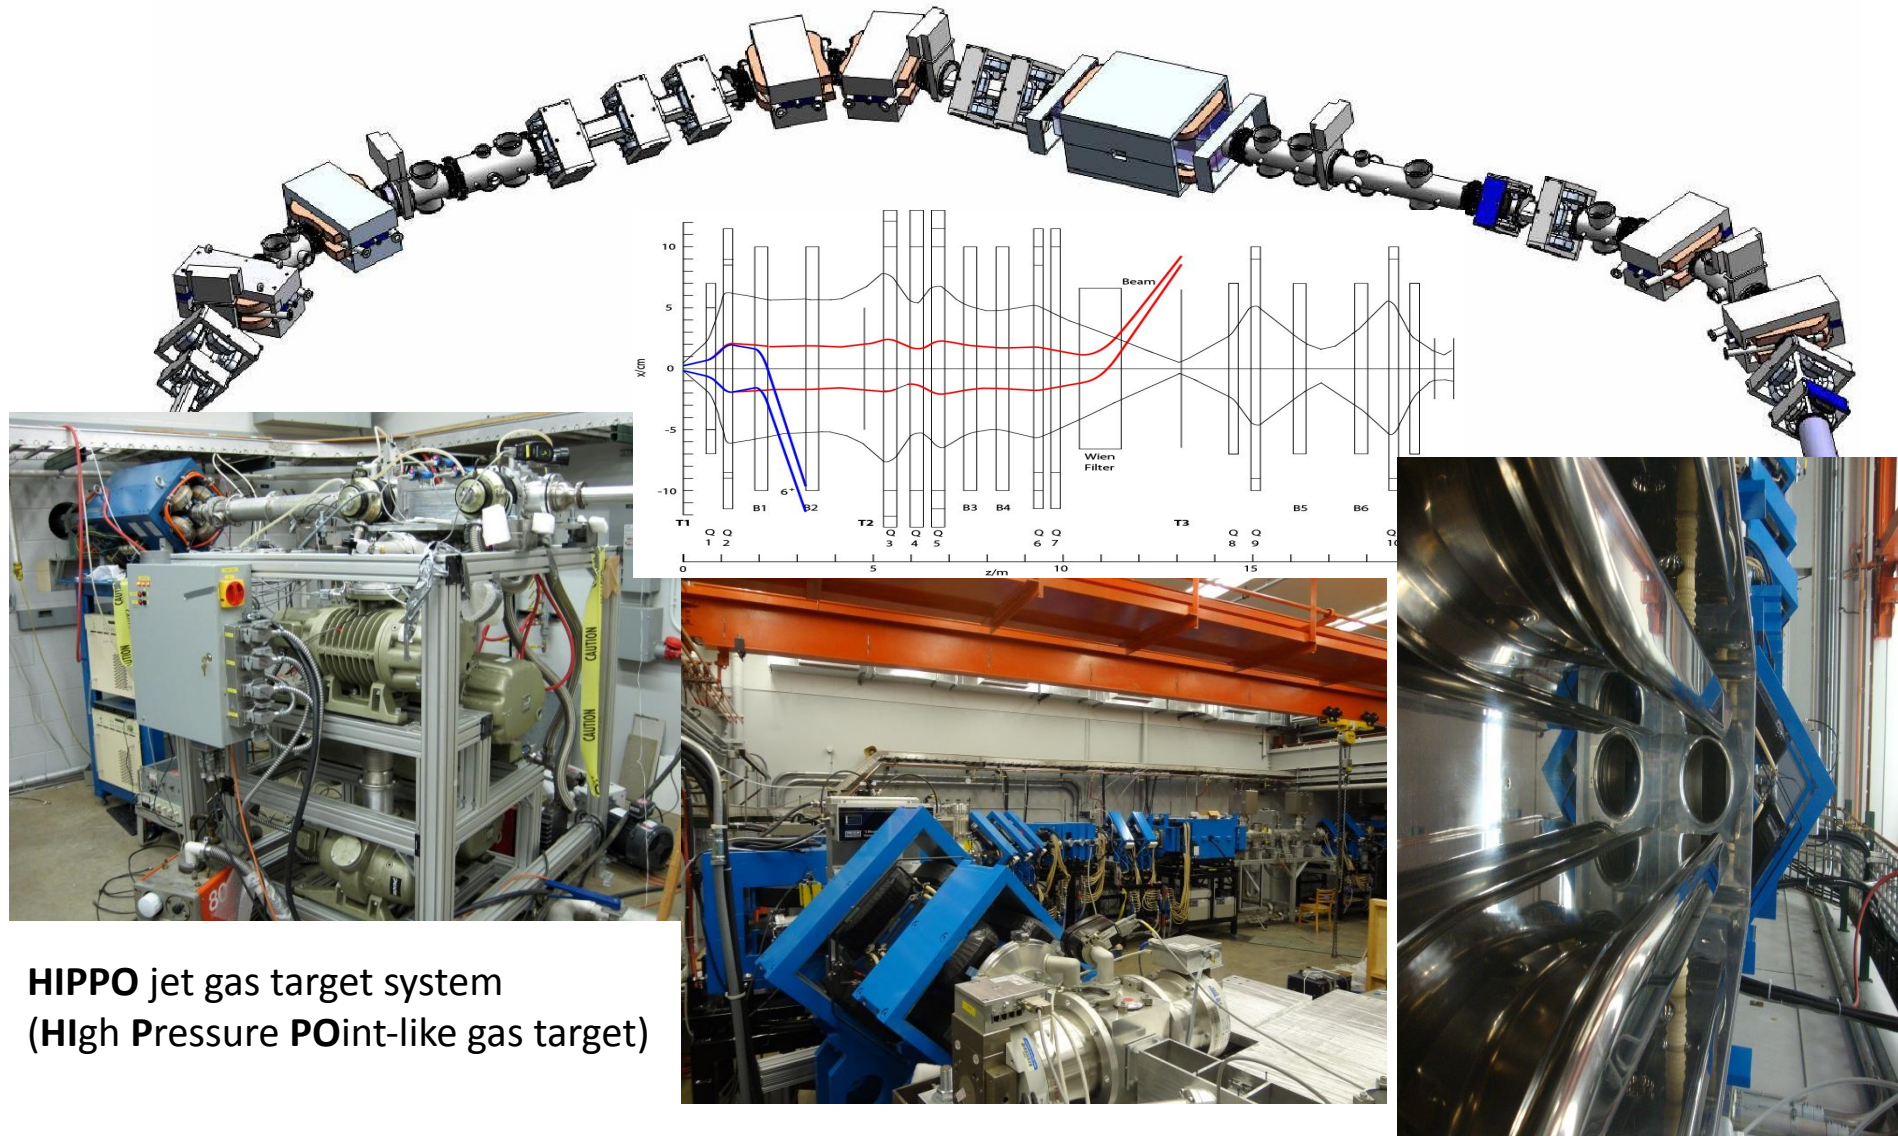 10
5
0
-5
-10
x/cm
Beam
Wien
Filter
6+
B1
B2
B3
B4
B5
B6
T1
T2
T3
Q
1
Q
2
Q
3
Q
4
Q
5
Q
6
Q
7
Q
8
Q
9
Q
0
5
10
15
z/m
CAUTION
CAUTION
80
HIPPO jet gas target system
(HIgh Pressure POint-like gas target)